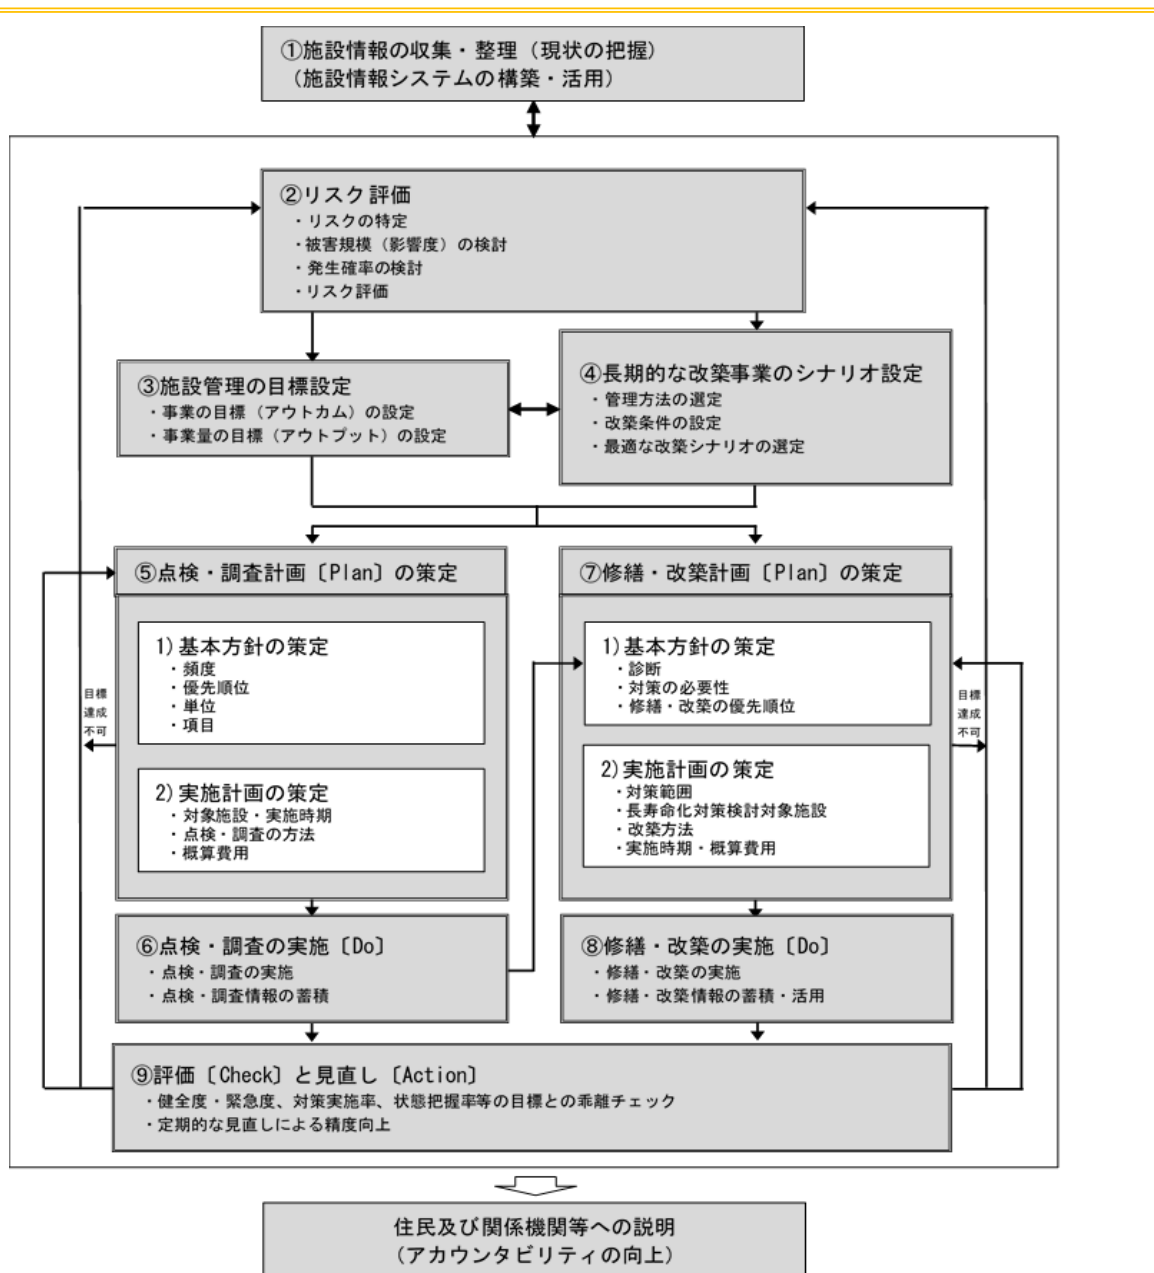 ①施設情報の収集・整理（現状の把握）
（施設情報システムの構築・活用）
②リスク評価
・リスクの特定
・被害規模（影響度）の検討
・発生確率の検討
・リスク評価
③施設管理の目標設定
・事業の目標（アウトカム）の設定
・事業量の目標（アウトプット）の設定
④長期的な改築事業のシナリオ設定
・管理方法の選定
・改築条件の設定
・最適な改築シナリオの選定
⑤点検・調査計画〔Plan〕の策定
1)基本方針の策定
・頻度
・優先順位
・単位
・項目
2)実施計画の策定
・対象施設・実施時期
・点検・調査の方法
・概算費用
目標
達成
不可
⑦修繕・改築計画〔Plan〕の策定
1)基本方針の策定
・診断
・対策の必要性
・修繕・改築の優先順位
2)実施計画の策定
・対策範囲
・長寿命化対策検討対象施設
・改築方法
・実施時期・概算費用
目標
達成
不可
⑥点検・調査の実施〔Do〕
・点検・調査の実施
・点検・調査情報の蓄積
⑧修繕・改築の実施〔Do〕
・修繕・改築の実施
・修繕・改築情報の蓄積・活用
⑨評価〔Check〕と見直し〔Action〕
・健全度・緊急度、対策実施率、状態把握率等の目標との乖離チェック
・定期的な見直しによる精度向上
住民及び関係機関等への説明
（アカウンタビリティの向上）